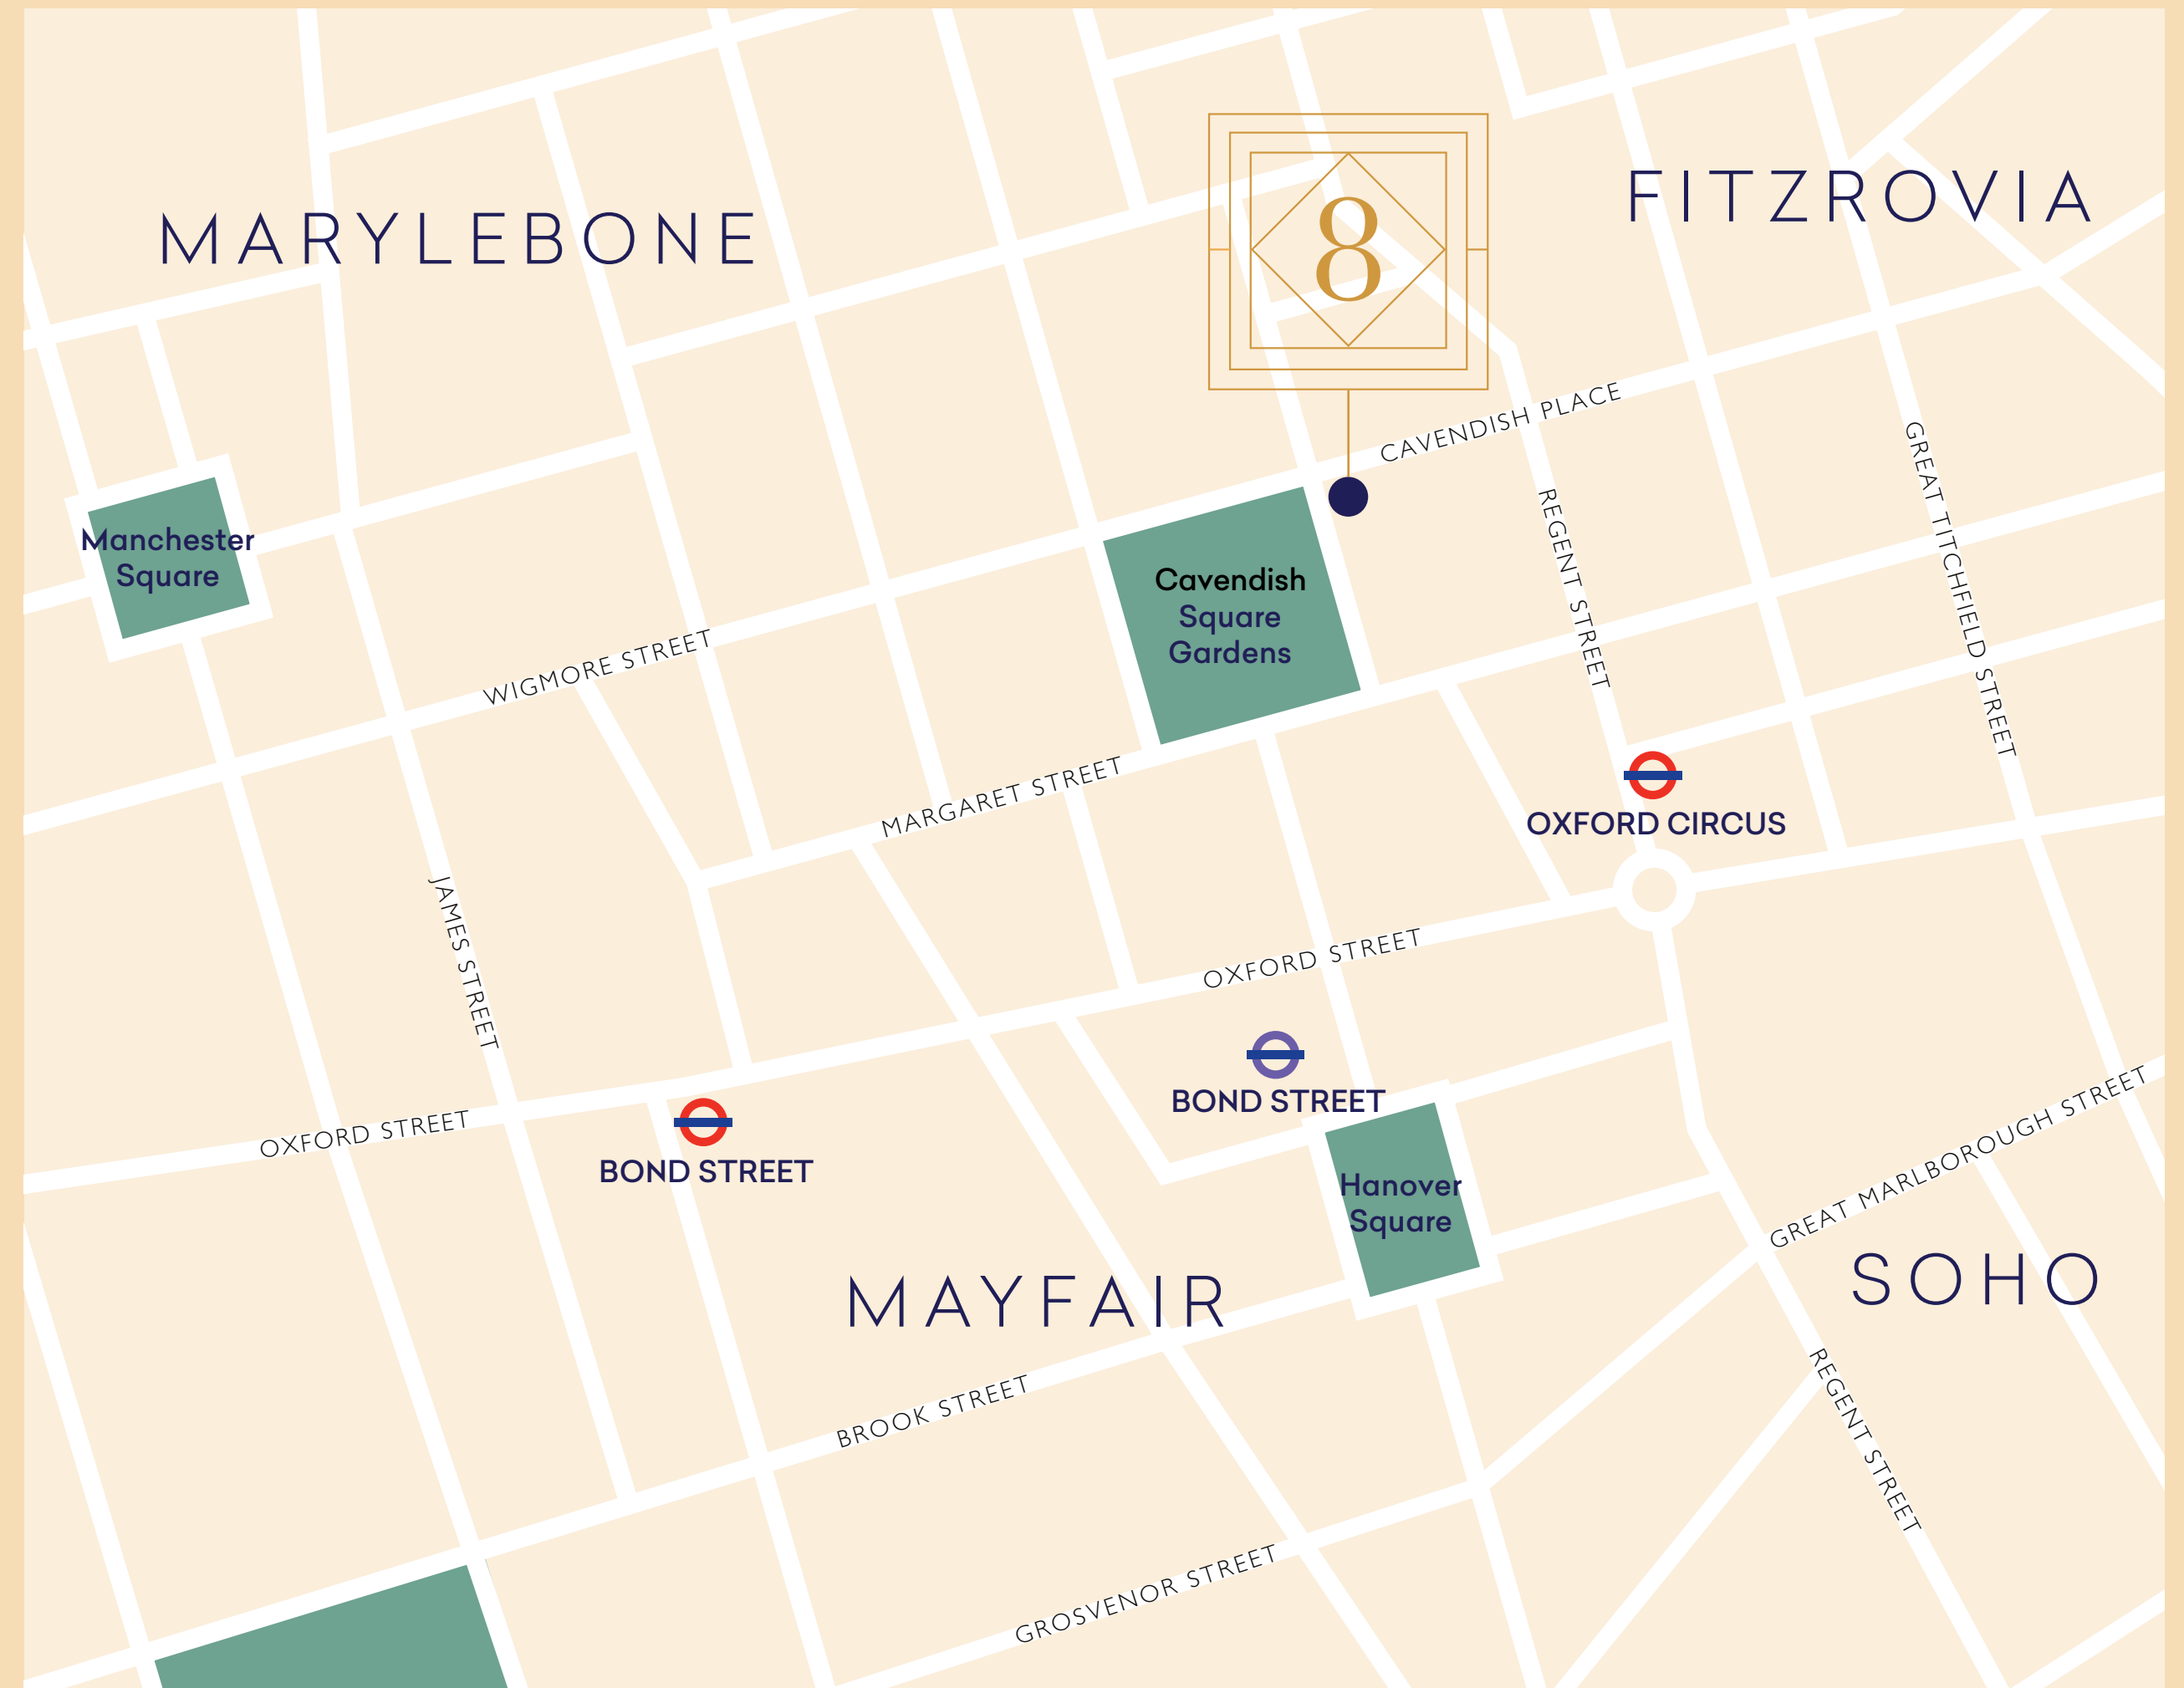 MARYLEBONE
FITZROVIA
8
CAVENDISH PLACE
GREAT TITCHFIELD STREET
REGENT STREET
Manchester
Square
Cavendish
Square
Gardens
WIGMORE STREET
MARGARET STREET
OXFORD CIRCUS
JAMES STREET
OXFORD STREET
BOND STREET
OXFORD STREET
BOND STREET
Hanover
Square
GREAT MARLBOROUGH STREET
SOHO
MAYFAIR
BROOK STREET
REGENT STREET
GROSVENOR STREET